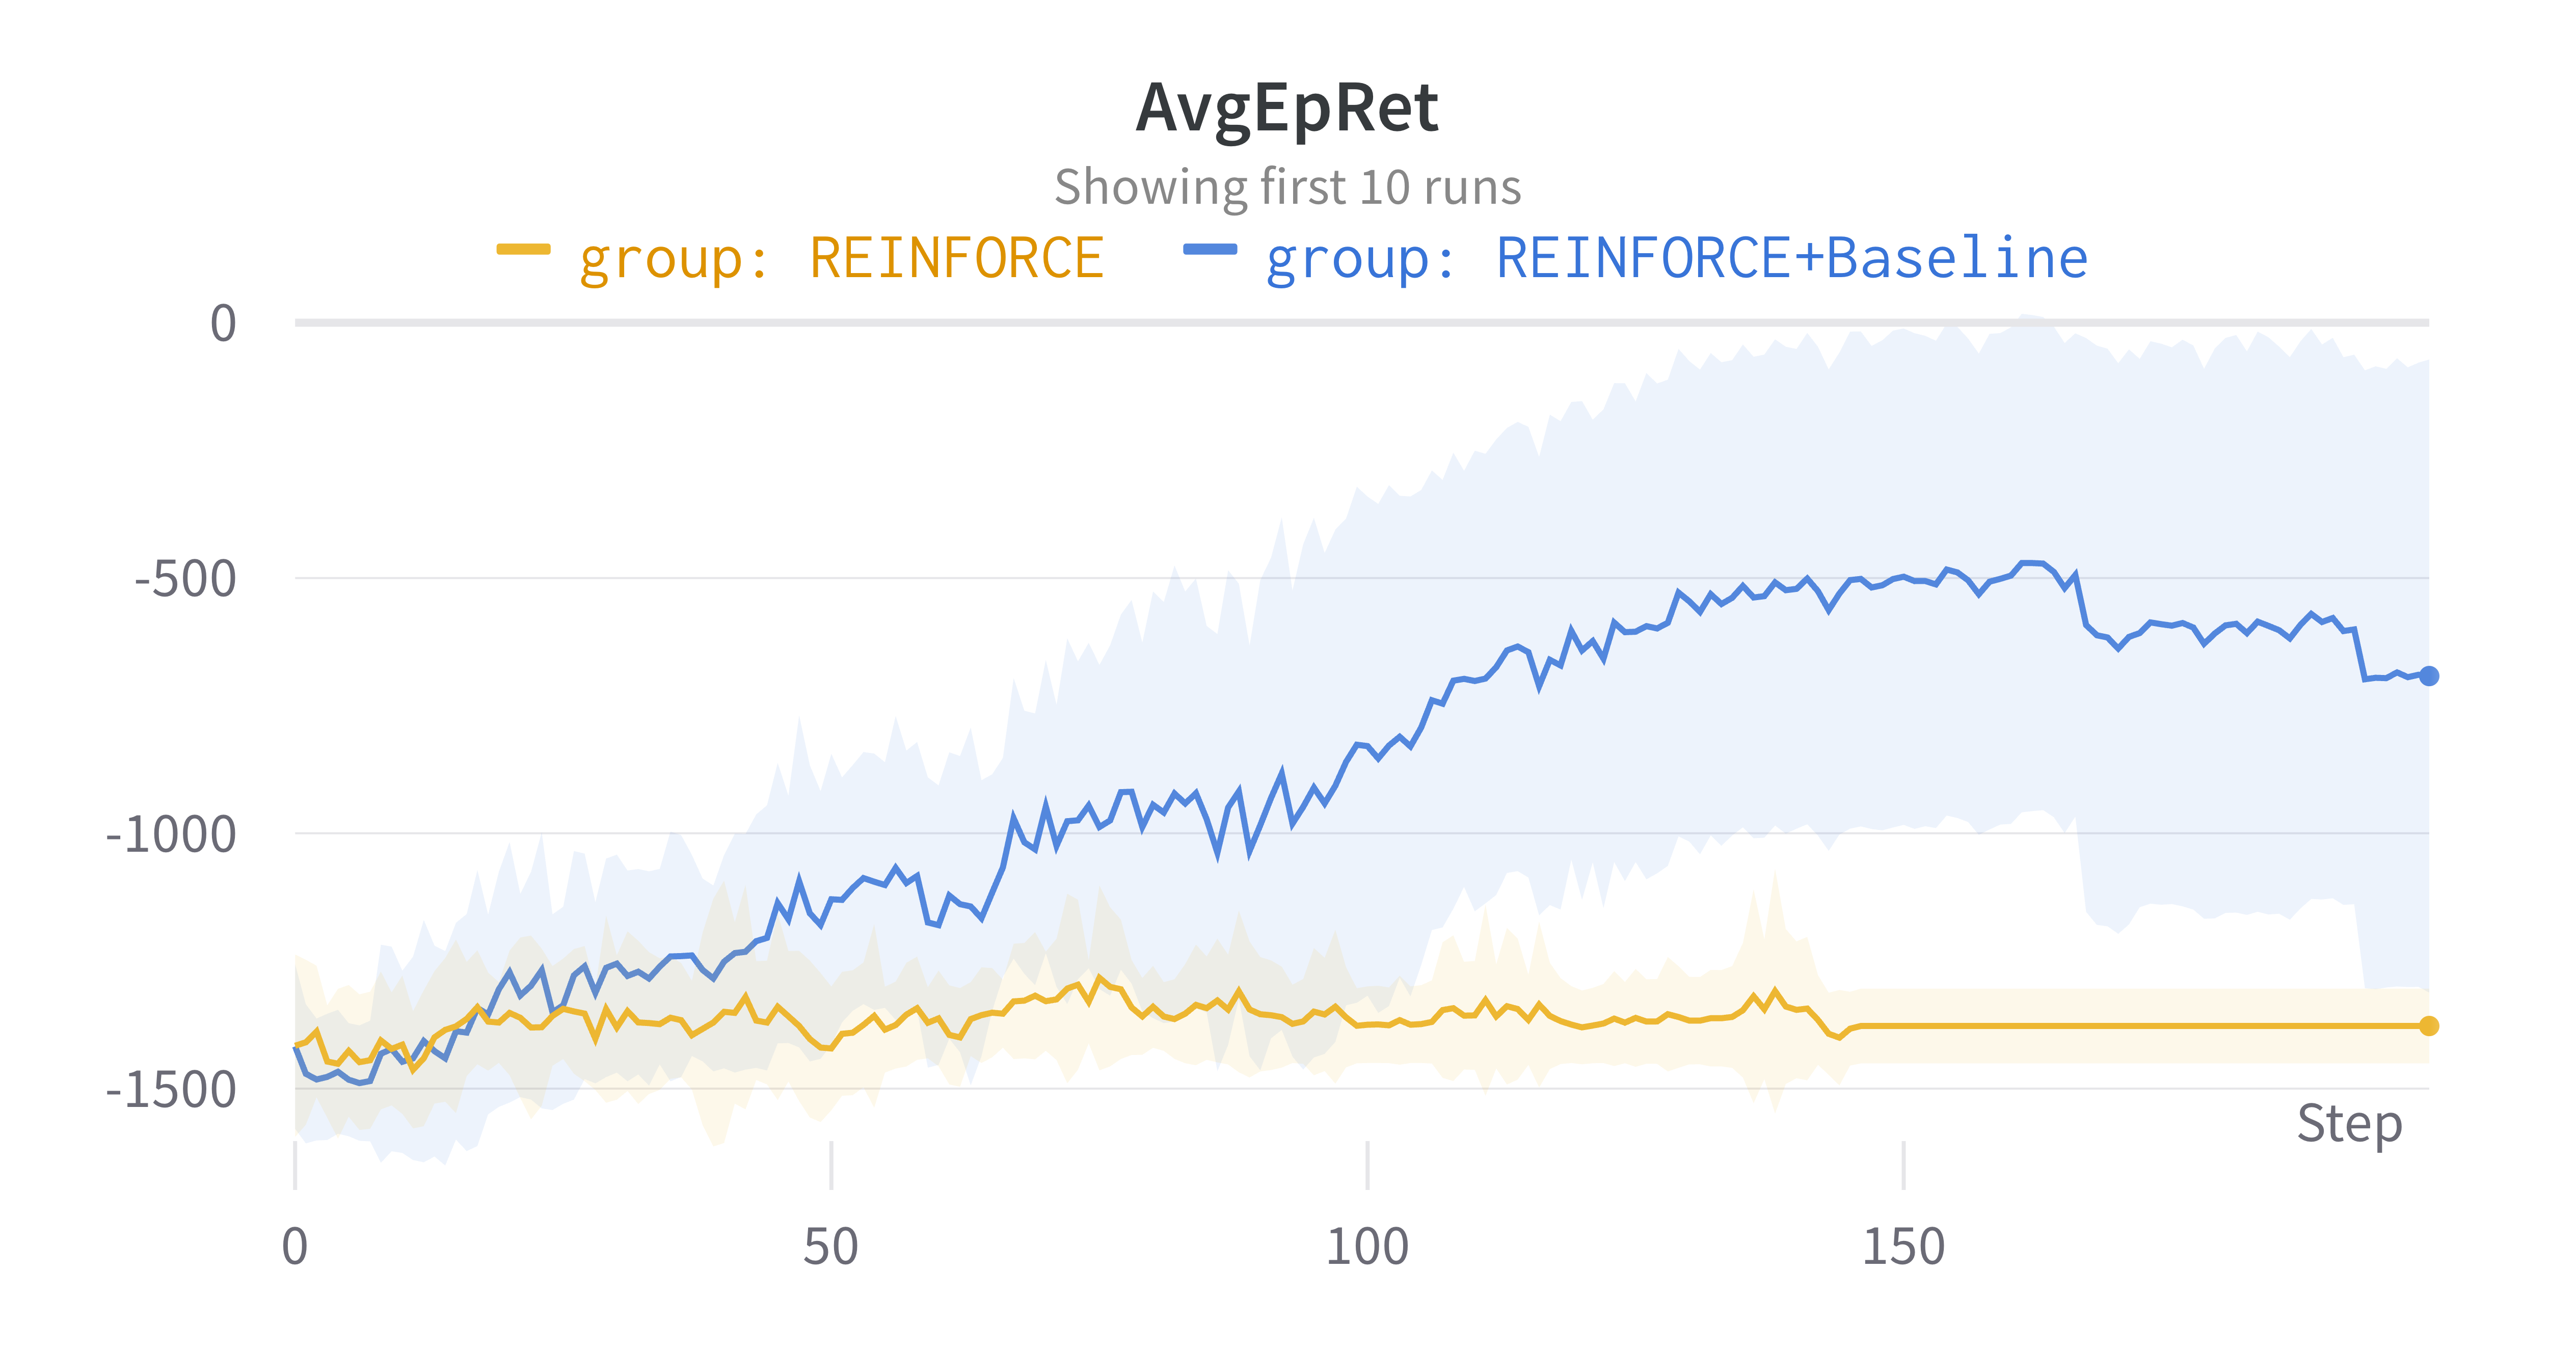 AvgEpRet
Showing first 10 runs
group: REINFORCE group: REINFORCE+Baseline
0
-500
-1000
-1500
Step
0 50 100 150